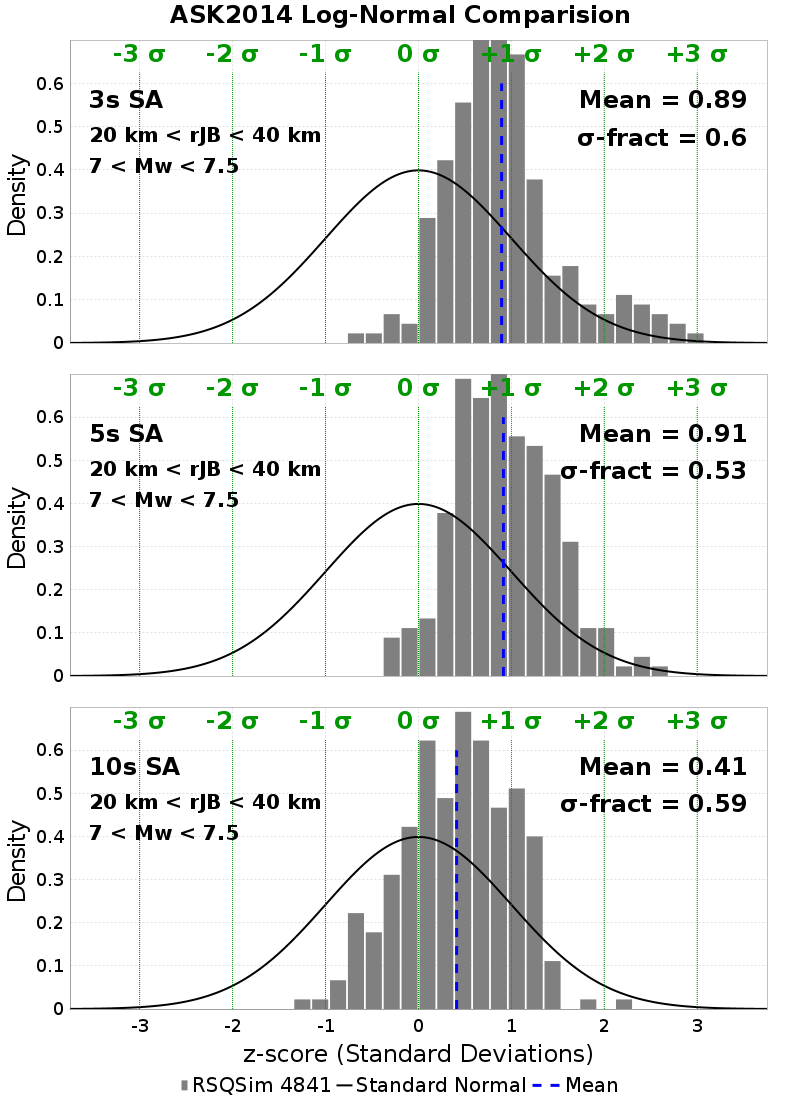 ASK2014 Log-Normal Comparision
-3 σ -2 σ -1 σ 0 σ +1 σ +2 σ +3 σ
3s SA
20 km < rJB < 40 km
7 < Mw < 7.5
Mean = 0.89
σ-fract = 0.6
Density
0.6
0.5
0.4
0.3
0.2
0.1
0
-3 σ -2 σ -1 σ 0 σ +1 σ +2 σ +3 σ
5s SA
20 km < rJB < 40 km
7 < Mw < 7.5
Mean = 0.91
σ-fract = 0.53
Density
0.6
0.5
0.4
0.3
0.2
0.1
0
-3 σ -2 σ -1 σ 0 σ +1 σ +2 σ +3 σ
10s SA
20 km < rJB < 40 km
7 < Mw < 7.5
Mean = 0.41
σ-fract = 0.59
Density
0.6
0.5
0.4
0.3
0.2
0.1
0
-3 -2 -1 0 1 2 3
z-score (Standard Deviations)
RSQSim 4841 Standard Normal Mean